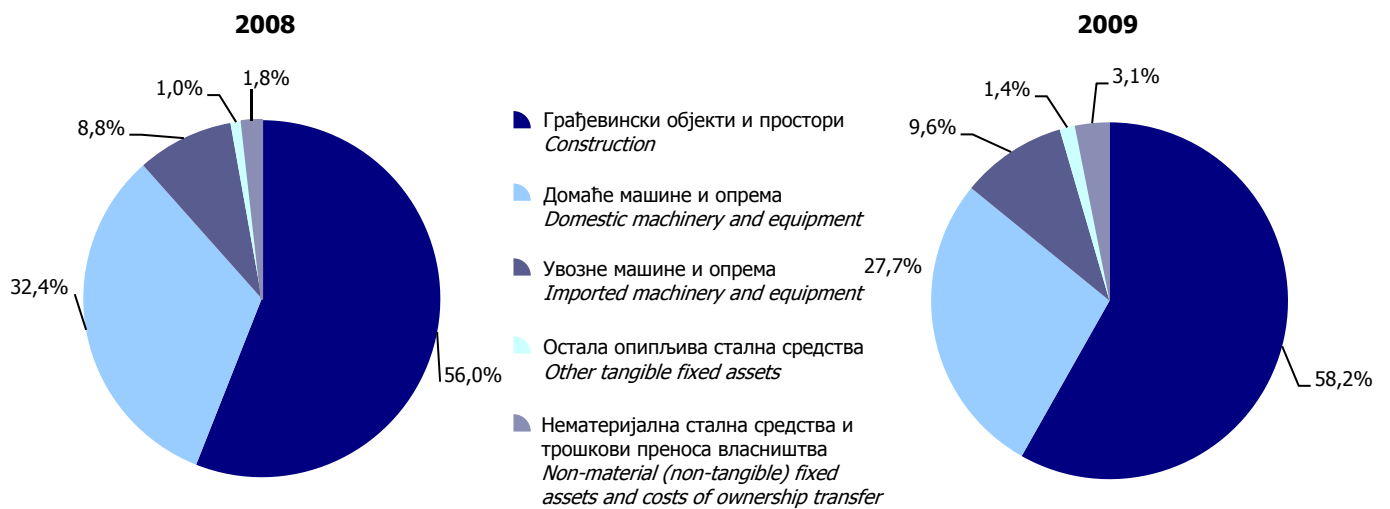 2008
1,8%
1,0%
8,8%
32,4%
56,0%
Грађевински објекти и простори
Construction
Домаће машине и опрема
Domestic machinery and equipment
Увозне машине и опрема
Imported machinery and equipment
Остала опипљива стална средства
Other tangible fixed assets
Нематеријална стална средства и
трошкови преноса власништва
Non-material (non-tangible) fixed
assets and costs of ownership transfer
2009
3,1%
1,4%
9,6%
27,7%
58,2%